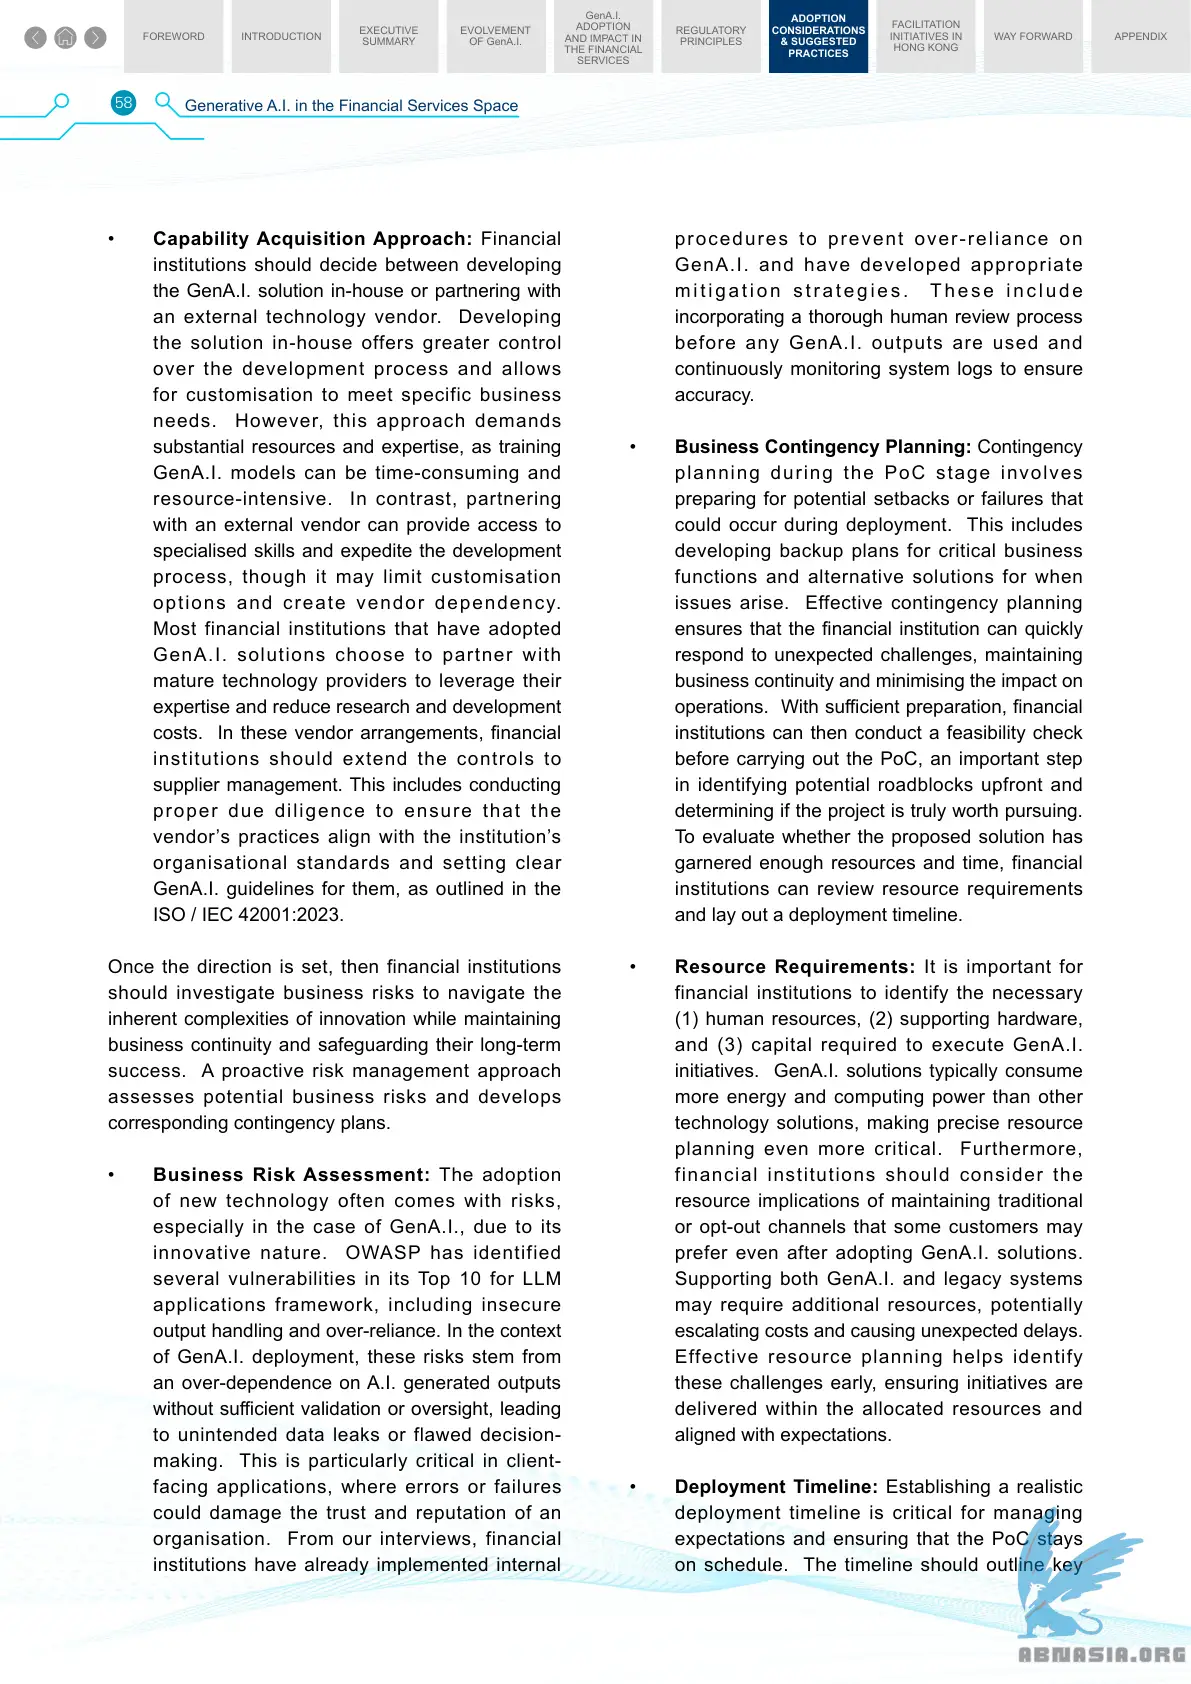 FOREWORD
INTRODUCTION
EXECUTIVE
SUMMARY
EVOLVEMENT
OF GenA.I.
GenA.I.
ADOPTION
AND IMPACT IN
THE FINANCIAL
SERVICES
REGULATORY
PRINCIPLES
ADOPTION
CONSIDERATIONS
& SUGGESTED
PRACTICES
FACILITATION
INITIATIVES IN
HONG KONG
WAY FORWARD
APPENDIX
58
Generative A.I. in the Financial Services Space
• Capability Acquisition Approach: Financial
institutions should decide between developing
the GenA.I. solution in-house or partnering with
an external technology vendor. Developing
the solution in-house offers greater control
over the development process and allows
for customisation to meet specific business
needs. However, this approach demands
substantial resources and expertise, as training
GenA.I. models can be time-consuming and
resource-intensive. In contrast, partnering
with an external vendor can provide access to
specialised skills and expedite the development
process, though it may limit customisation
options and create vendor dependency.
Most financial institutions that have adopted
GenA.I. solutions choose to partner with
mature technology providers to leverage their
expertise and reduce research and development
costs. In these vendor arrangements, financial
institutions should extend the controls to
supplier management. This includes conducting
proper due diligence to ensure that the
vendor's practices align with the institution's
organisational standards and setting clear
GenA.I. guidelines for them, as outlined in the
ISO / IEC 42001:2023.
Once the direction is set, then financial institutions
should investigate business risks to navigate the
inherent complexities of innovation while maintaining
business continuity and safeguarding their long-term
success. A proactive risk management approach
assesses potential business risks and develops
corresponding contingency plans.
• Business Risk Assessment: The adoption
of new technology often comes with risks,
especially in the case of GenA.I., due to its
innovative nature. OWASP has identified
several vulnerabilities in its Top 10 for LLM
applications framework, including insecure
output handling and over-reliance. In the context
of GenA.I. deployment, these risks stem from
an over-dependence on A.I. generated outputs
without sufficient validation or oversight, leading
to unintended data leaks or flawed decision-
making. This is particularly critical in client-
facing applications, where errors or failures
could damage the trust and reputation of an
organisation. From our interviews, financial
institutions have already implemented internal
procedures to prevent over-reliance on
GenA.I. and have developed appropriate
mitigation strategies. These include
incorporating a thorough human review process
before any GenA.I. outputs are used and
continuously monitoring system logs to ensure
accuracy.
• Business Contingency Planning: Contingency
planning during the PoC stage involves
preparing for potential setbacks or failures that
could occur during deployment. This includes
developing backup plans for critical business
functions and alternative solutions for when
issues arise. Effective contingency planning
ensures that the financial institution can quickly
respond to unexpected challenges, maintaining
business continuity and minimising the impact on
operations. With sufficient preparation, financial
institutions can then conduct a feasibility check
before carrying out the PoC, an important step
in identifying potential roadblocks upfront and
determining if the project is truly worth pursuing.
To evaluate whether the proposed solution has
garnered enough resources and time, financial
institutions can review resource requirements
and lay out a deployment timeline.
• Resource Requirements: It is important for
financial institutions to identify the necessary
(1) human resources, (2) supporting hardware,
and (3) capital required to execute GenA.I.
initiatives. GenA.I. solutions typically consume
more energy and computing power than other
technology solutions, making precise resource
planning even more critical. Furthermore,
financial institutions should consider the
resource implications of maintaining traditional
or opt-out channels that some customers may
prefer even after adopting GenA.I. solutions.
Supporting both GenA.I. and legacy systems
may require additional resources, potentially
escalating costs and causing unexpected delays.
Effective resource planning helps identify
these challenges early, ensuring initiatives are
delivered within the allocated resources and
aligned with expectations.
• Deployment Timeline: Establishing a realistic
deployment timeline is critical for managing
expectations and ensuring that the PoC stays
on schedule. The timeline should outline key
ABNASIA.ORG